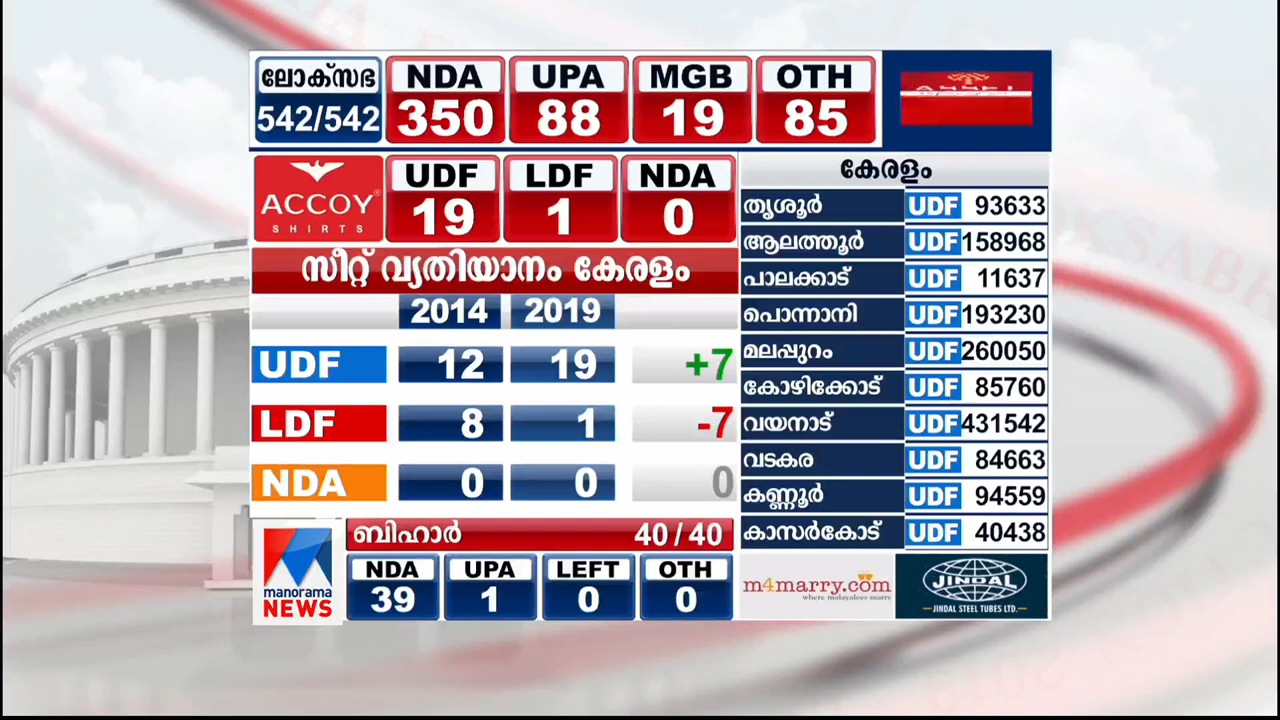 ലോക്സഭ NDA UPA MGB OTH
542/542 350 88 19 85
ACCOY
SHIRTS
UDF LDF NDA
19 1 0
സീറ്റ് വ്യതിയാനം കേരളം
2014 2019
UDF 12 19 +7
LDF 8 1 -7
NDA 0 0 0
കേരളം
തൃശൂർ UDF 93633
ആലത്തൂർ UDF 158968
പാലക്കാട് UDF 11637
പൊന്നാനി UDF 193230
മലപ്പുറം UDF 260050
കോഴിക്കോട് UDF 85760
വയനാട് UDF 431542
വടകര UDF 84663
കണ്ണൂർ UDF 94559
കാസർകോട് UDF 40438
manorama
NEWS
ബിഹാർ 40/40
NDA UPA LEFT OTH
39 1 0 0
m4marry.com
where malayalees marry
JINDAL
JINDAL STEEL TUBES LTD.